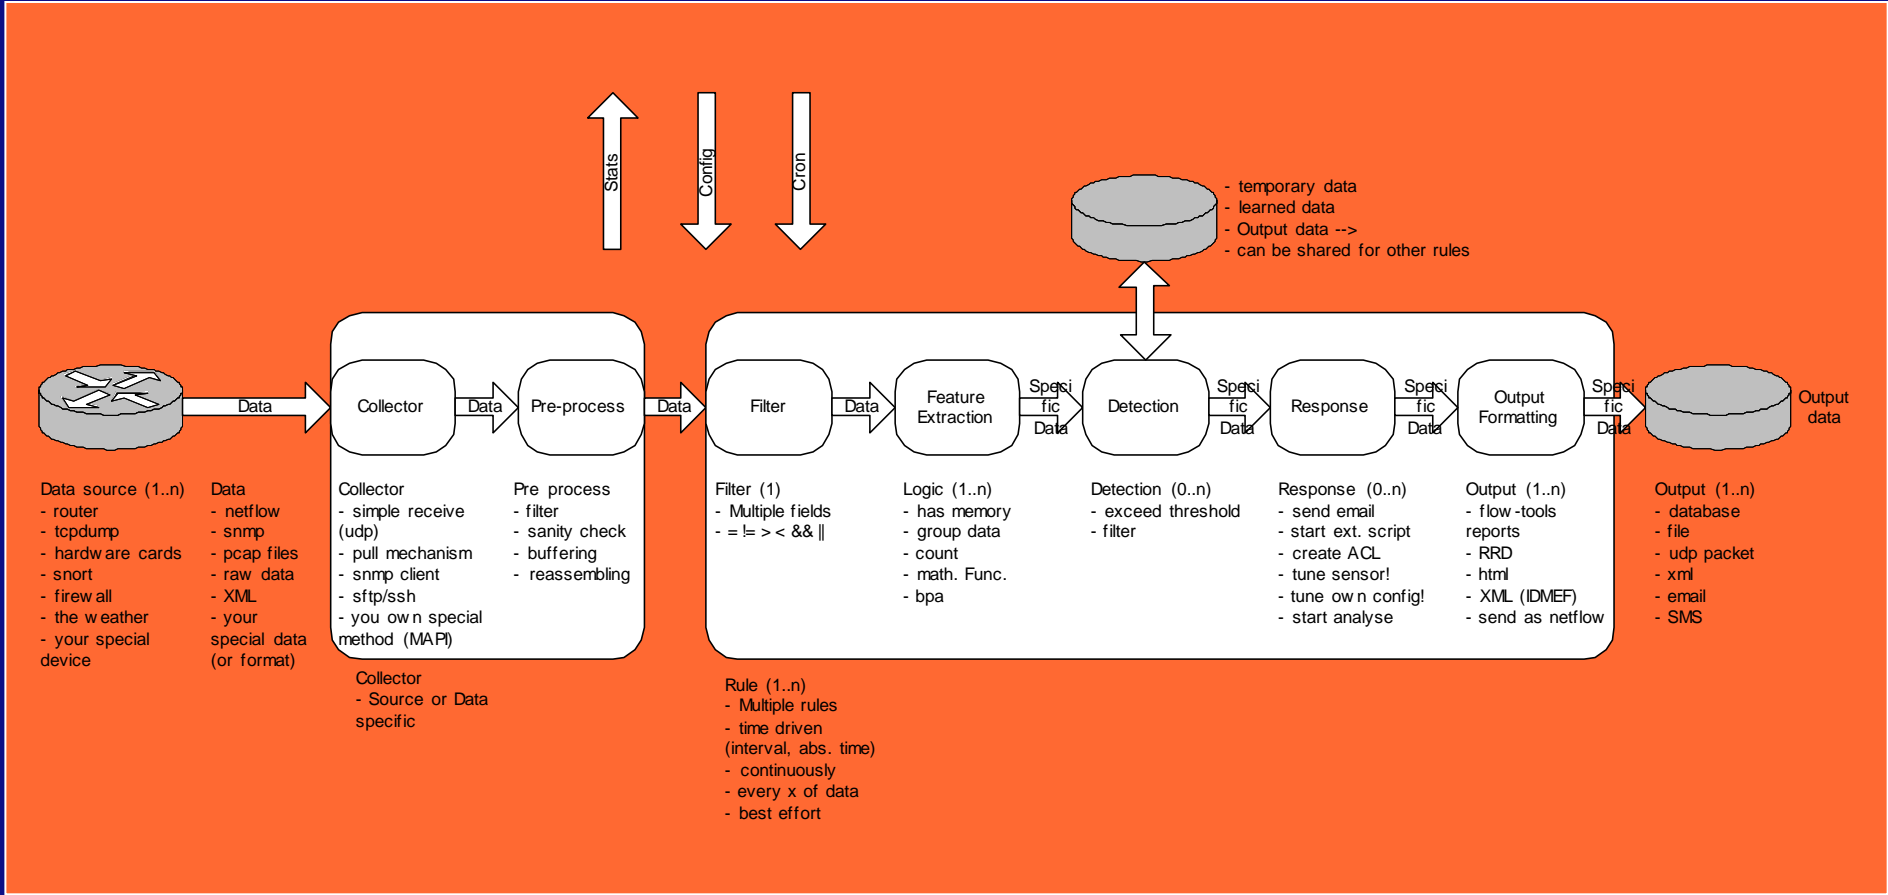 Stats
Config
Cron
- temporary data
- learned data
- Output data -->
- can be shared for other rules
Data
Collector
Data
Pre-process
Data
Filter
Data
Feature
Extraction
Speci
fic
Data
Detection
Speci
fic
Data
Response
Speci
fic
Data
Output
Formatting
Speci
fic
Data
Output
data
Data source (1..n)
- router
- tcpdump
- hardware cards
- snort
- firewall
- the weather
- your special
device
Data
- netflow
- snmp
- pcap files
- raw data
- XML
- your
special data
(or format)
Collector
- simple receive
(udp)
- pull mechanism
- snmp client
- sftp/ssh
- you own special
method (MAPI)
Pre process
- filter
- sanity check
- buffering
- reassembling
Filter (1)
- Multiple fields
- = != > < && ||
Logic (1..n)
- has memory
- group data
- count
- math. Func.
- bpa
Detection (0..n)
- exceed threshold
- filter
Response (0..n)
- send email
- start ext. script
- create ACL
- tune sensor!
- tune own config!
- start analyse
Output (1..n)
- flow-tools
reports
- RRD
- html
- XML (IDMEF)
- send as netflow
Output (1..n)
- database
- file
- udp packet
- xml
- email
- SMS
Collector
- Source or Data
specific
Rule (1..n)
- Multiple rules
- time driven
(interval, abs. time)
- continuously
- every x of data
- best effort